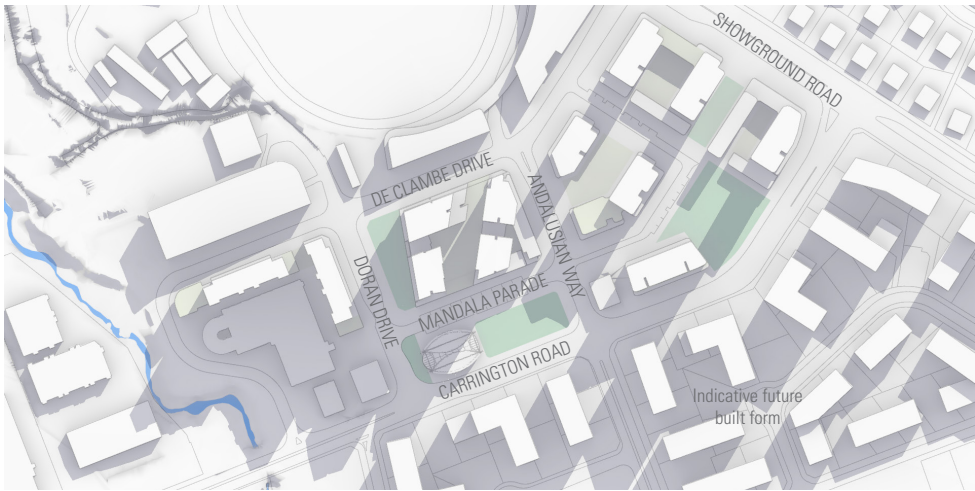 SHOWGROUND ROAD
DE CLAMBE DRIVE
ANDALUSIAN WAY
DORAN DRIVE
MANDALA PARADE
CARRINGTON ROAD
Indicative future
built form